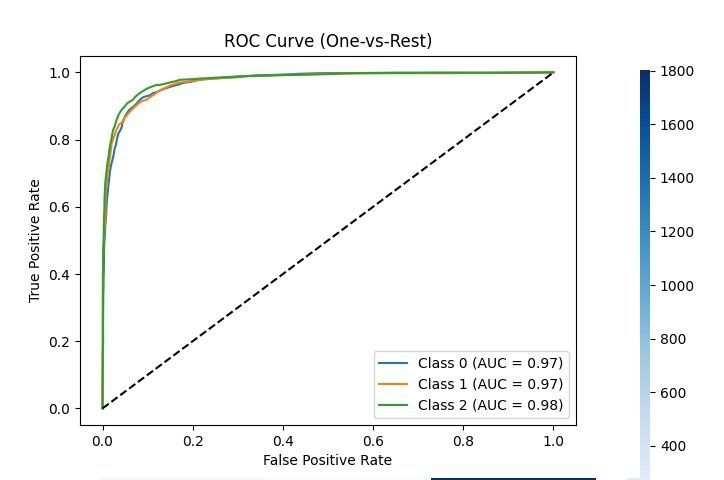 ROC Curve (One-vs-Rest)
True Positive Rate
1.0
0.8
0.6
0.4
0.2
0.0
0.0 0.2 0.4 0.6 0.8 1.0
False Positive Rate
Class 0 (AUC = 0.97)
Class 1 (AUC = 0.97)
Class 2 (AUC = 0.98)
1800
1600
1400
1200
1000
800
600
400